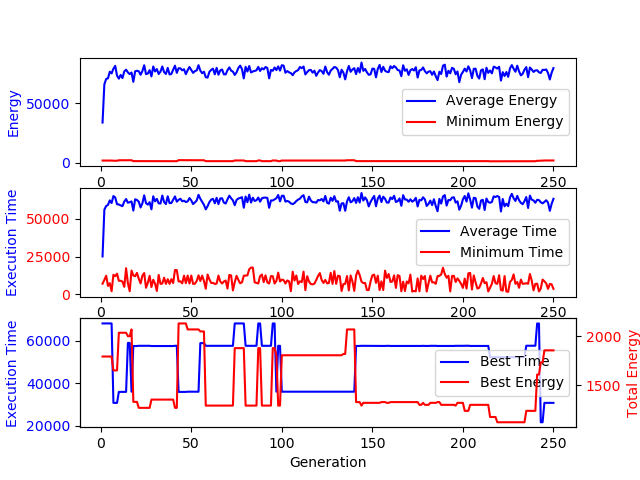 Energy
50000
0
Average Energy
Minimum Energy
0 50 100 150 200 250
Execution Time
50000
25000
0
Average Time
Minimum Time
0 50 100 150 200 250
Execution Time
60000
40000
20000
Best Time
Best Energy
2000
1500
Total Energy
0 50 100 150 200 250
Generation